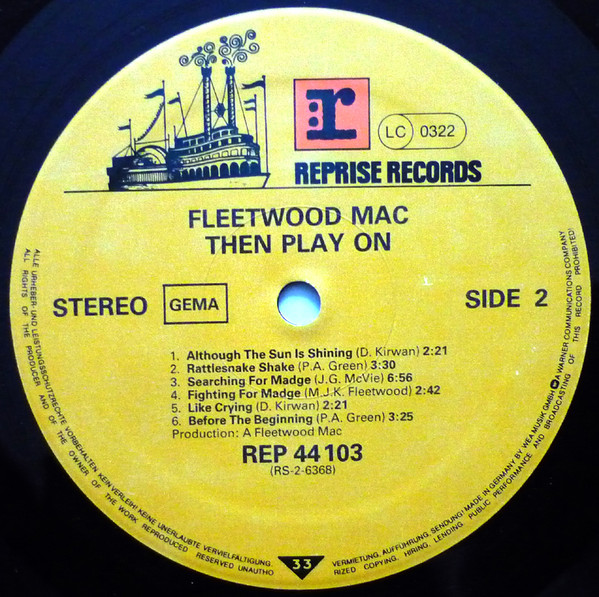 r
LC 0322
REPRISE RECORDS
FLEETWOOD MAC
THEN PLAY ON
STEREO GEMA SIDE 2
1. Although The Sun Is Shining (D. Kirwan) 2:21
2. Rattlesnake Shake (P.A. Green) 3:30
3. Searching For Madge (J.G. McVie) 6:56
4. Fighting For Madge (M.J.K. Fleetwood) 2:42
5. Like Crying (D. Kirwan) 2:21
6. Before The Beginning (P.A. Green) 3:25
Production: A Fleetwood Mac
REP 44 103
(RS-2-6368)
33
ALLE URHEBER- UND LEISTUNGSSCHUTZRECHTE VORBEHALTEN KEIN VERLEIH! KEINE UNERLAUBTE VERVIELFÄLTIGUNG, VERMIETUNG, AUFFÜHRUNG, SENDUNG! MADE IN GERMANY BY WEA MUSIK GMBH A WARNER COMMUNICATIONS COMPANY
ALL RIGHTS OF THE PRODUCER AND OF THE OWNER OF THE WORK REPRODUCED RESERVED UNAUTHORIZED COPYING, HIRING, LENDING PUBLIC PERFORMANCE AND BROADCASTING OF THIS RECORD PROHIBITED!